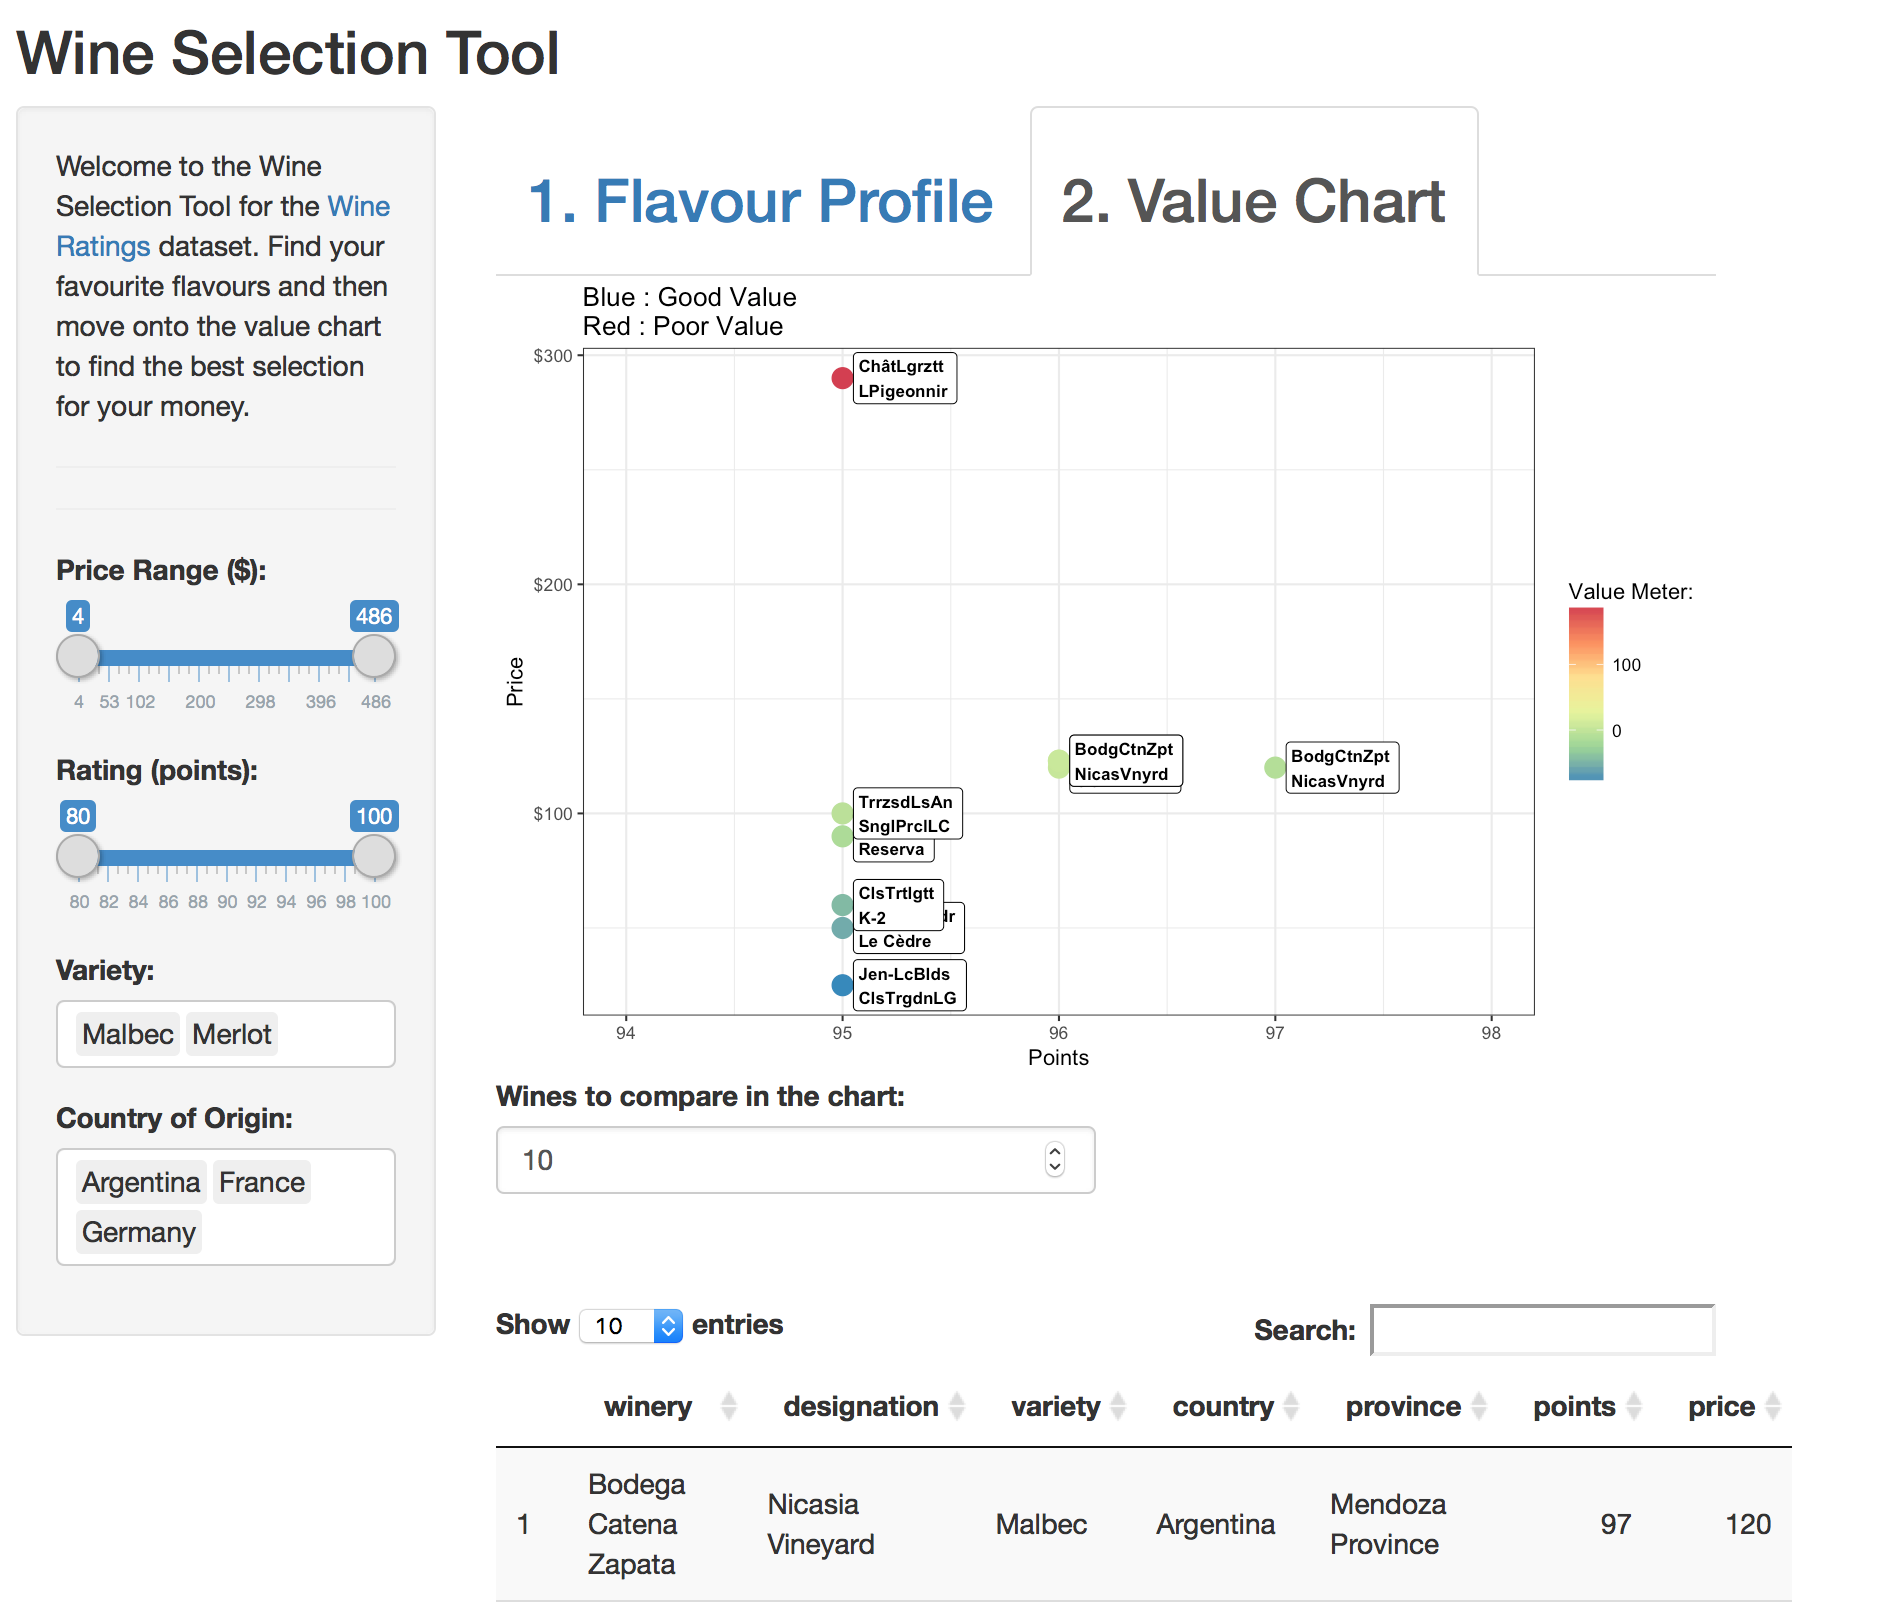 Wine Selection Tool
Welcome to the Wine
Selection Tool for the Wine
Ratings dataset. Find your
favourite flavours and then
move onto the value chart
to find the best selection
for your money.
Price Range ($):
4 486
4 53 102 200 298 396 486
Rating (points):
80 100
80 82 84 86 88 90 92 94 96 98 100
Variety:
Malbec Merlot
Country of Origin:
Argentina France
Germany
1. Flavour Profile 2. Value Chart
Blue : Good Value
Red : Poor Value
$300
$200
$100
Price
ChâtLgrztt
LPigeonnir
BodgCtnZpt
NicasVnyrd
BodgCtnZpt
NicasVnyrd
TrrzsdLsAn
SnglPrclLC
Reserva
ClsTrtlgtt
K-2
Le Cèdre
Jen-LcBlds
ClsTrgdnLG
94 95 96 97 98
Points
Value Meter:
100
0
Wines to compare in the chart:
10
Show 10 entries Search:
winery designation variety country province points price
1 Bodega Catena Zapata Nicasia Vineyard Malbec Argentina Mendoza Province 97 120